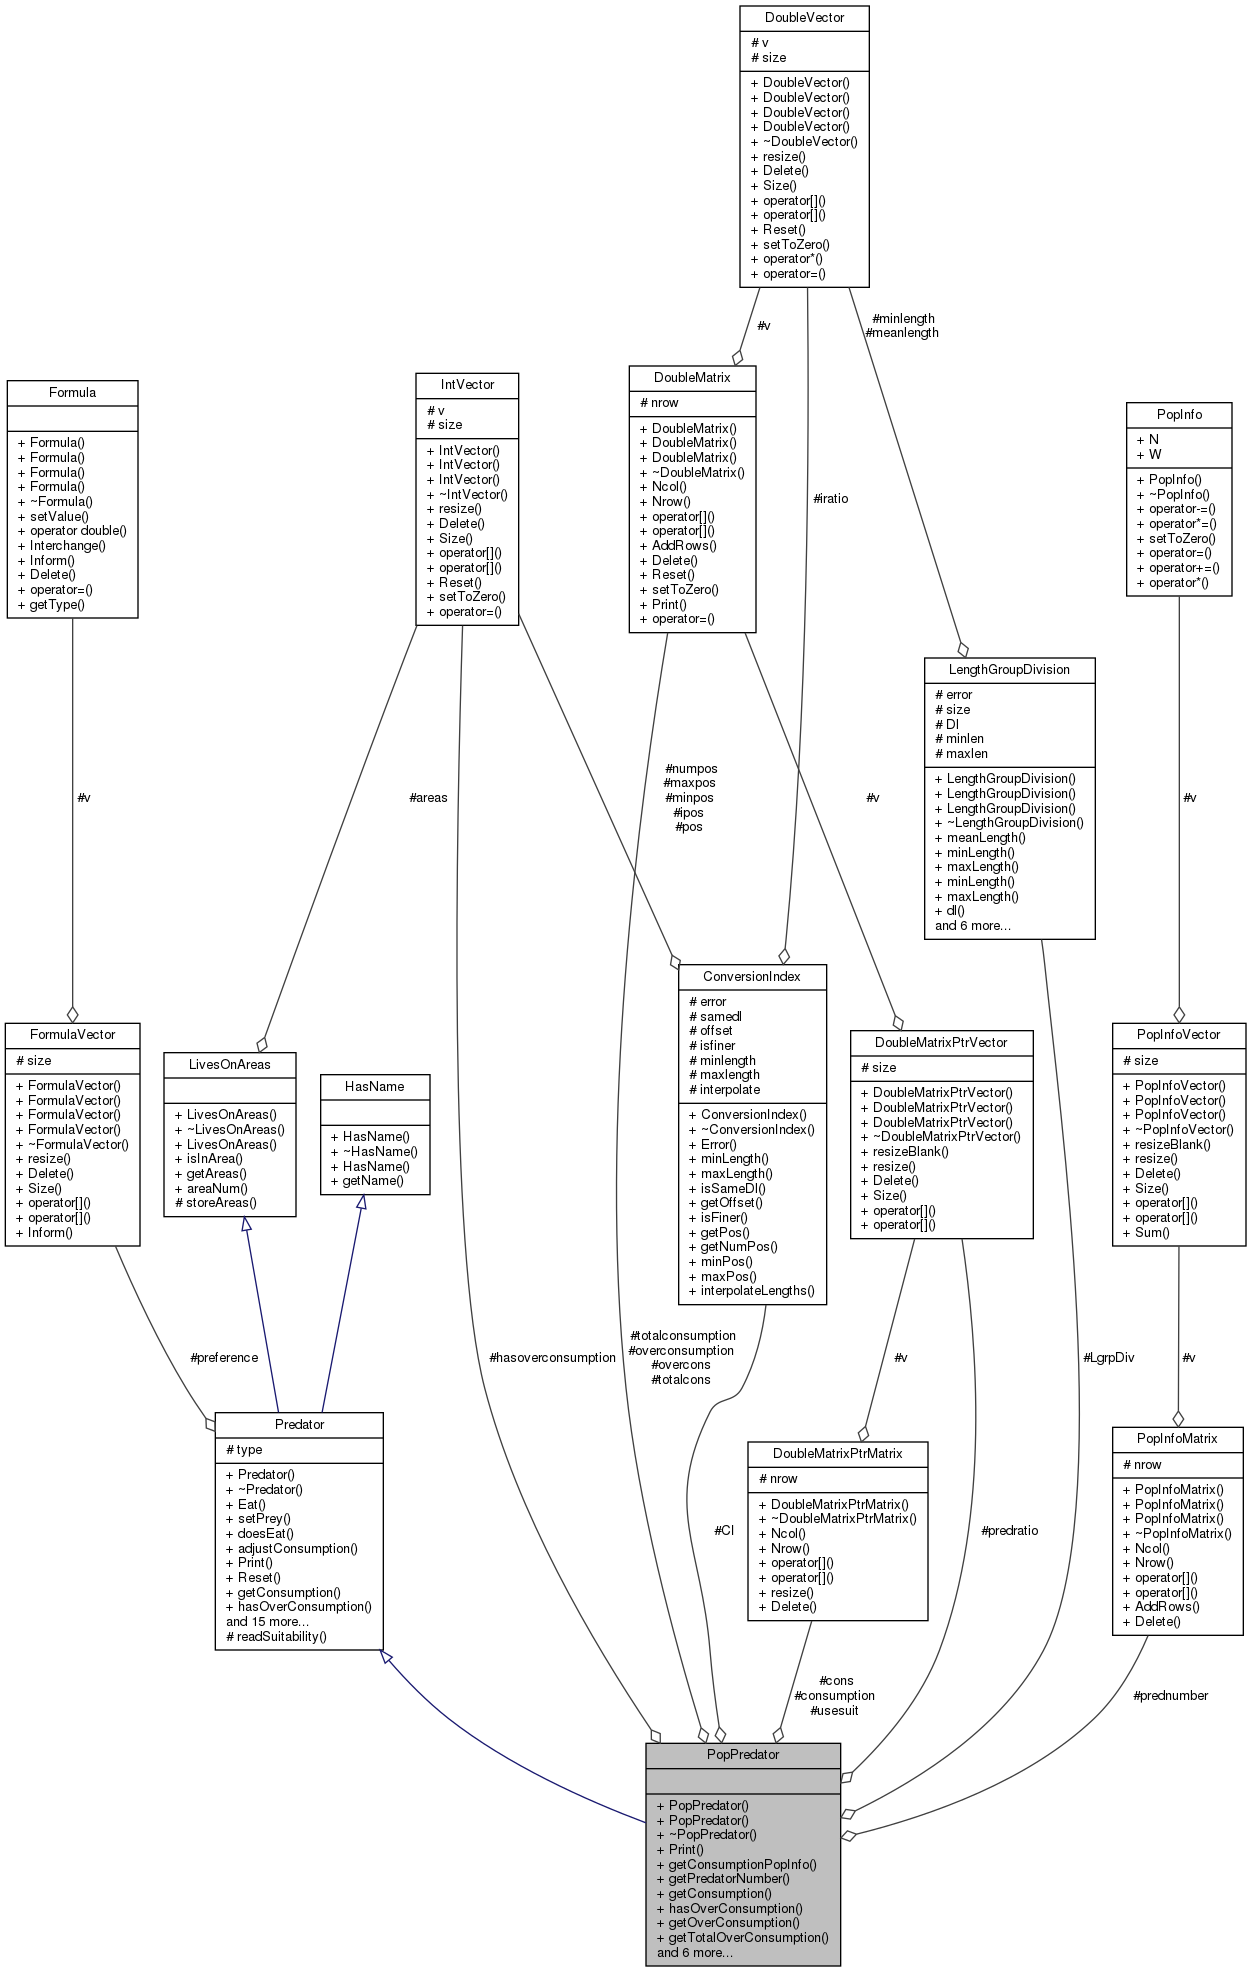 DoubleVector
# v
# size
+ DoubleVector()
+ DoubleVector()
+ DoubleVector()
+ DoubleVector()
+ ~DoubleVector()
+ resize()
+ Delete()
+ Size()
+ operator[]()
+ operator[]()
+ Reset()
+ setToZero()
+ operator*()
+ operator=()
#v
#iratio
#minlength
#meanlength
Formula
+ Formula()
+ Formula()
+ Formula()
+ Formula()
+ ~Formula()
+ setValue()
+ operator double()
+ Interchange()
+ Inform()
+ Delete()
+ operator=()
+ getType()
#v
IntVector
# v
# size
+ IntVector()
+ IntVector()
+ IntVector()
+ ~IntVector()
+ resize()
+ Delete()
+ Size()
+ operator[]()
+ operator[]()
+ Reset()
+ setToZero()
+ operator=()
#areas
DoubleMatrix
# nrow
+ DoubleMatrix()
+ DoubleMatrix()
+ DoubleMatrix()
+ ~DoubleMatrix()
+ Ncol()
+ Nrow()
+ operator[]()
+ operator[]()
+ AddRows()
+ Delete()
+ Reset()
+ setToZero()
+ Print()
+ operator=()
#numpos
#maxpos
#minpos
#ipos
#pos
#v
PopInfo
+ N
+ W
+ PopInfo()
+ ~PopInfo()
+ operator-=()
+ operator*=()
+ setToZero()
+ operator=()
+ operator+=()
+ operator*()
#v
LengthGroupDivision
# error
# size
# Dl
# minlen
# maxlen
+ LengthGroupDivision()
+ LengthGroupDivision()
+ LengthGroupDivision()
+ ~LengthGroupDivision()
+ meanLength()
+ minLength()
+ maxLength()
+ minLength()
+ maxLength()
+ dl()
and 6 more...
FormulaVector
# size
+ FormulaVector()
+ FormulaVector()
+ FormulaVector()
+ FormulaVector()
+ ~FormulaVector()
+ resize()
+ Delete()
+ Size()
+ operator[]()
+ operator[]()
+ Inform()
LivesOnAreas
+ LivesOnAreas()
+ ~LivesOnAreas()
+ LivesOnAreas()
+ isInArea()
+ getAreas()
+ areaNum()
# storeAreas()
HasName
+ HasName()
+ ~HasName()
+ HasName()
+ getName()
ConversionIndex
# error
# samedl
# offset
# isfiner
# minlength
# maxlength
# interpolate
+ ConversionIndex()
+ ~ConversionIndex()
+ Error()
+ minLength()
+ maxLength()
+ isSameDl()
+ getOffset()
+ isFiner()
+ getPos()
+ getNumPos()
+ minPos()
+ maxPos()
+ interpolateLengths()
DoubleMatrixPtrVector
# size
+ DoubleMatrixPtrVector()
+ DoubleMatrixPtrVector()
+ DoubleMatrixPtrVector()
+ ~DoubleMatrixPtrVector()
+ resizeBlank()
+ resize()
+ Delete()
+ Size()
+ operator[]()
+ operator[]()
PopInfoVector
# size
+ PopInfoVector()
+ PopInfoVector()
+ PopInfoVector()
+ ~PopInfoVector()
+ resizeBlank()
+ resize()
+ Delete()
+ Size()
+ operator[]()
+ operator[]()
+ Sum()
#preference
#hasoverconsumption
#totalconsumption
#overconsumption
#overcons
#totalcons
#v
#LgrpDiv
#v
Predator
# type
+ Predator()
+ ~Predator()
+ Eat()
+ setPrey()
+ doesEat()
+ adjustConsumption()
+ Print()
+ Reset()
+ getConsumption()
+ hasOverConsumption()
and 15 more...
# readSuitability()
#CI
DoubleMatrixPtrMatrix
# nrow
+ DoubleMatrixPtrMatrix()
+ ~DoubleMatrixPtrMatrix()
+ Ncol()
+ Nrow()
+ operator[]()
+ operator[]()
+ resize()
+ Delete()
#predratio
PopInfoMatrix
# nrow
+ PopInfoMatrix()
+ PopInfoMatrix()
+ PopInfoMatrix()
+ ~PopInfoMatrix()
+ Ncol()
+ Nrow()
+ operator[]()
+ operator[]()
+ AddRows()
+ Delete()
#cons
#consumption
#usesuit
#prednumber
PopPredator
+ PopPredator()
+ PopPredator()
+ ~PopPredator()
+ Print()
+ getConsumptionPopInfo()
+ getPredatorNumber()
+ getConsumption()
+ hasOverConsumption()
+ getOverConsumption()
+ getTotalOverConsumption()
and 6 more...